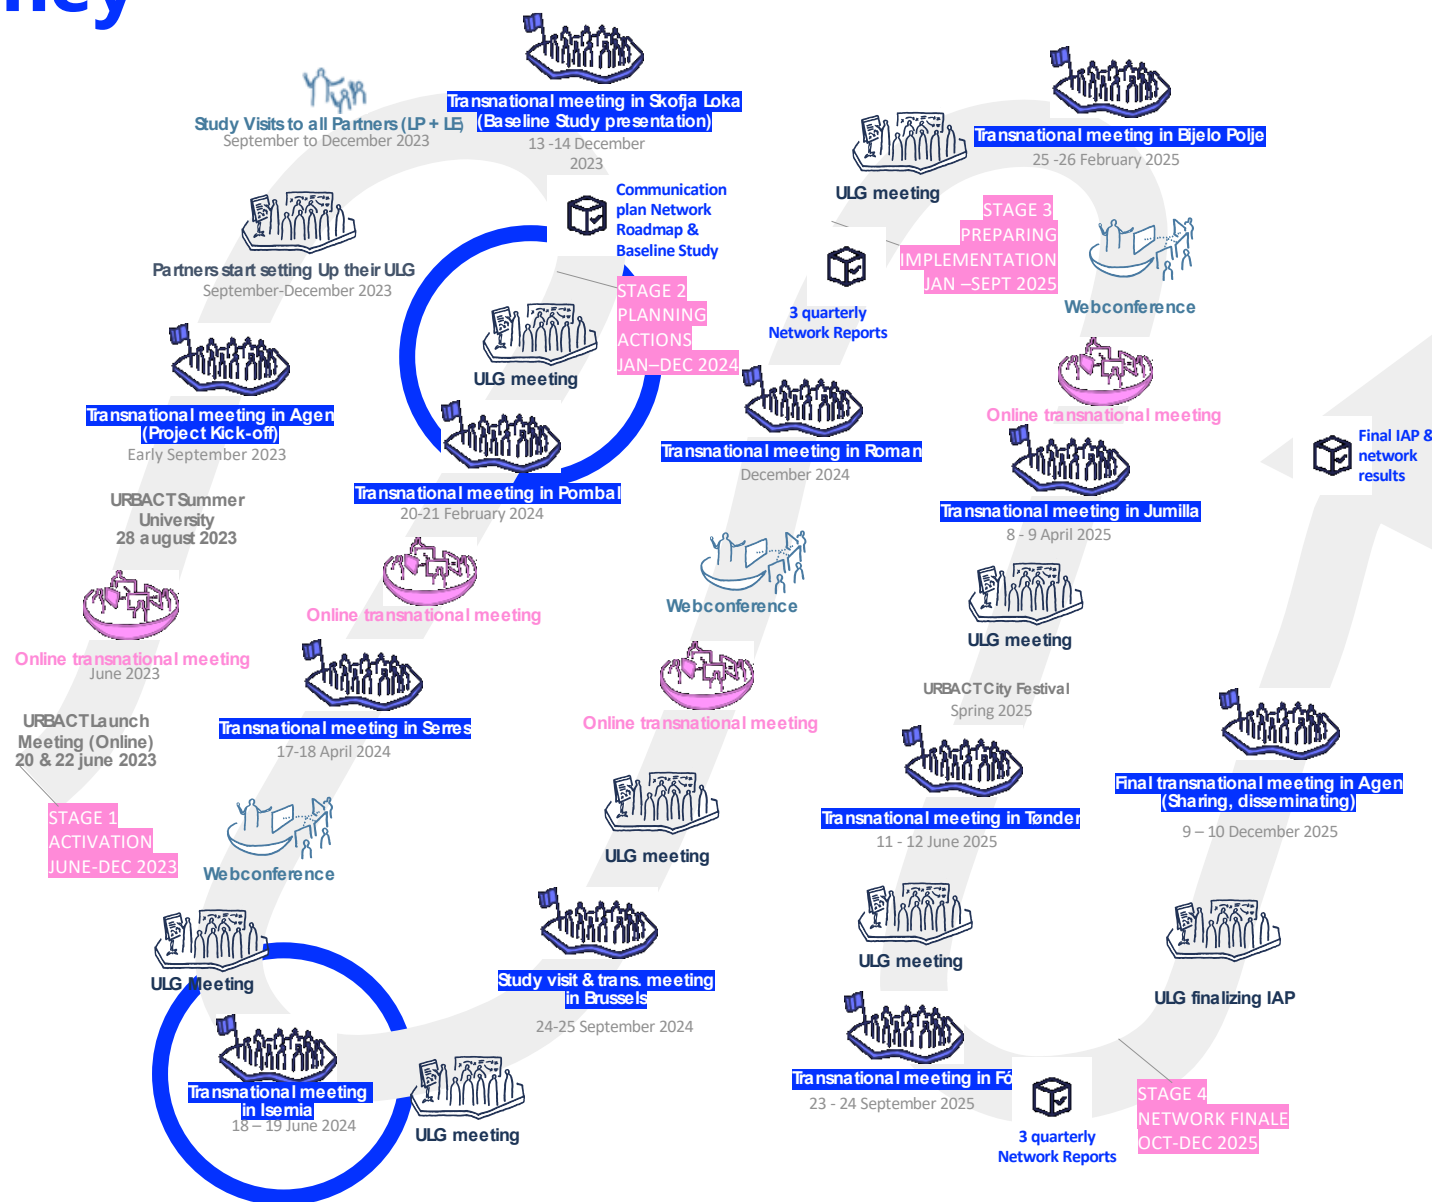 ney
Study Visits to all Partners (LP + LE)
September to December 2023
Transnational meeting in Skofja Loka
(Baseline Study presentation)
13 -14 December
2023
Communication
plan Network
Roadmap &
Baseline Study
Partners start setting Up their ULG
September-December 2023
Transnational meeting in Agen
(Project Kick-off)
Early September 2023
URBACT Summer
University
28 august 2023
Online transnational meeting
June 2023
URBACT Launch
Meeting (Online)
20 & 22 june 2023
STAGE 1
ACTIVATION
JUNE-DEC 2023
STAGE 2
PLANNING
ACTIONS
JAN–DEC 2024
ULG meeting
Transnational meeting in Pombal
20-21 February 2024
Online transnational meeting
Transnational meeting in Serres
17-18 April 2024
Webconference
ULG Meeting
Transnational meeting
in Isernia
18 – 19 June 2024
ULG meeting
Study visit & trans. meeting
in Brussels
24-25 September 2024
ULG meeting
Online transnational meeting
Webconference
Transnational meeting in Roman
December 2024
3 quarterly
Network Reports
ULG meeting
Transnational meeting in Bijelo Polje
25 -26 February 2025
STAGE 3
PREPARING
IMPLEMENTATION
JAN –SEPT 2025
Webconference
Online transnational meeting
Transnational meeting in Jumilla
8 - 9 April 2025
ULG meeting
URBACT City Festival
Spring 2025
Transnational meeting in Tønder
11 - 12 June 2025
ULG meeting
Transnational meeting in Fó
23 - 24 September 2025
3 quarterly
Network Reports
STAGE 4
NETWORK FINALE
OCT-DEC 2025
ULG finalizing IAP
Final transnational meeting in Agen
(Sharing, disseminating)
9 – 10 December 2025
Final IAP &
network
results